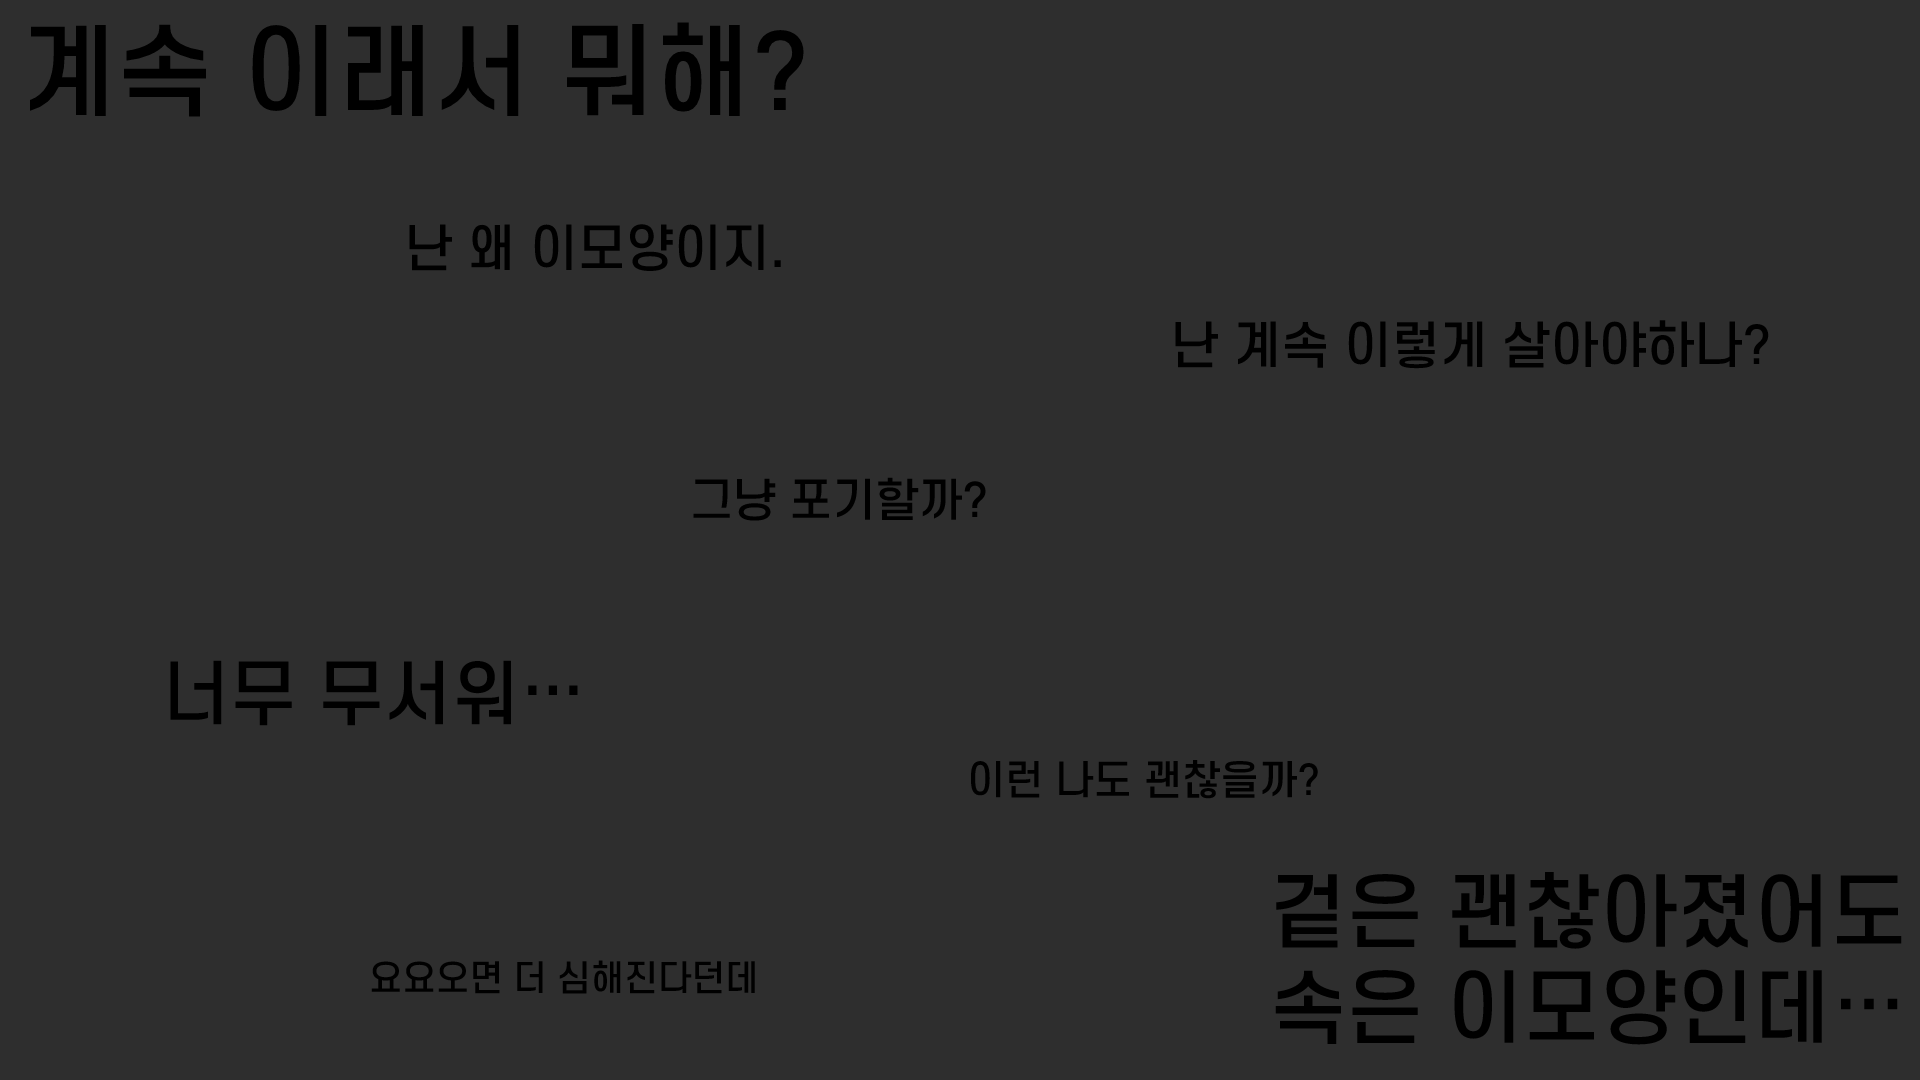 계속 이래서 뭐해?
난 왜 이모양이지.
난 계속 이렇게 살아야하나?
그냥 포기할까?
너무 무서워…
이런 나도 괜찮을까?
겉은 괜찮아졌어도
속은 이모양인데…
요요오면 더 심해진다던데